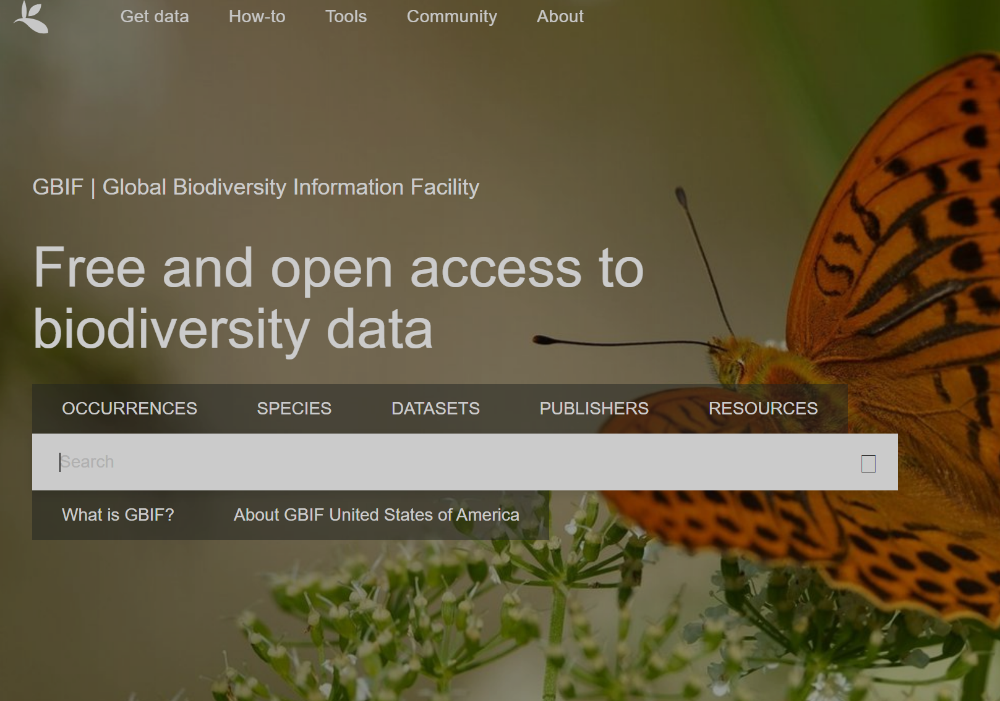 Get data How-to Tools Community About
GBIF | Global Biodiversity Information Facility
Free and open access to
biodiversity data
OCCURRENCES SPECIES DATASETS PUBLISHERS RESOURCES
Search
What is GBIF? About GBIF United States of America